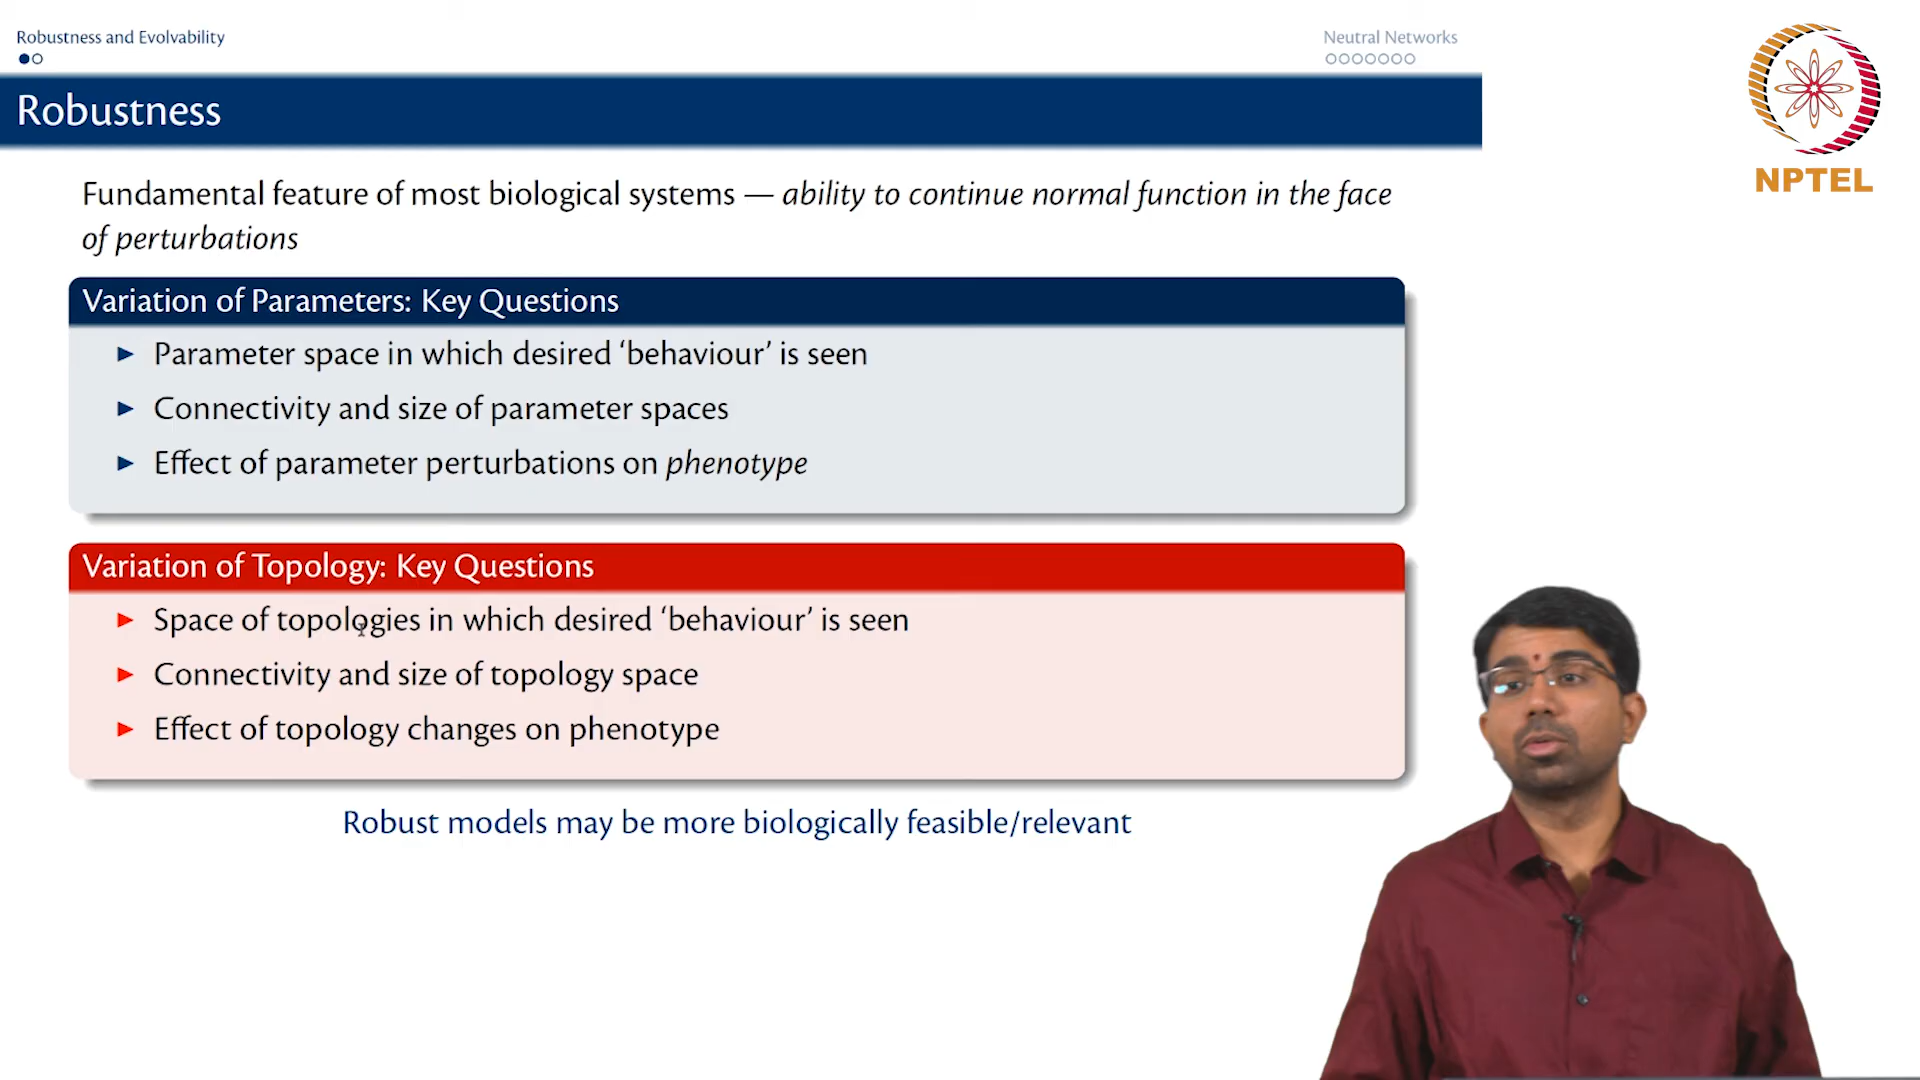 Robustness and Evolvability
Neutral Networks
Robustness
NPTEL
Fundamental feature of most biological systems — ability to continue normal function in the face
of perturbations
Variation of Parameters: Key Questions
► Parameter space in which desired ‘behaviour’ is seen
► Connectivity and size of parameter spaces
► Effect of parameter perturbations on phenotype
Variation of Topology: Key Questions
► Space of topologies in which desired ‘behaviour’ is seen
► Connectivity and size of topology space
► Effect of topology changes on phenotype
Robust models may be more biologically feasible/relevant